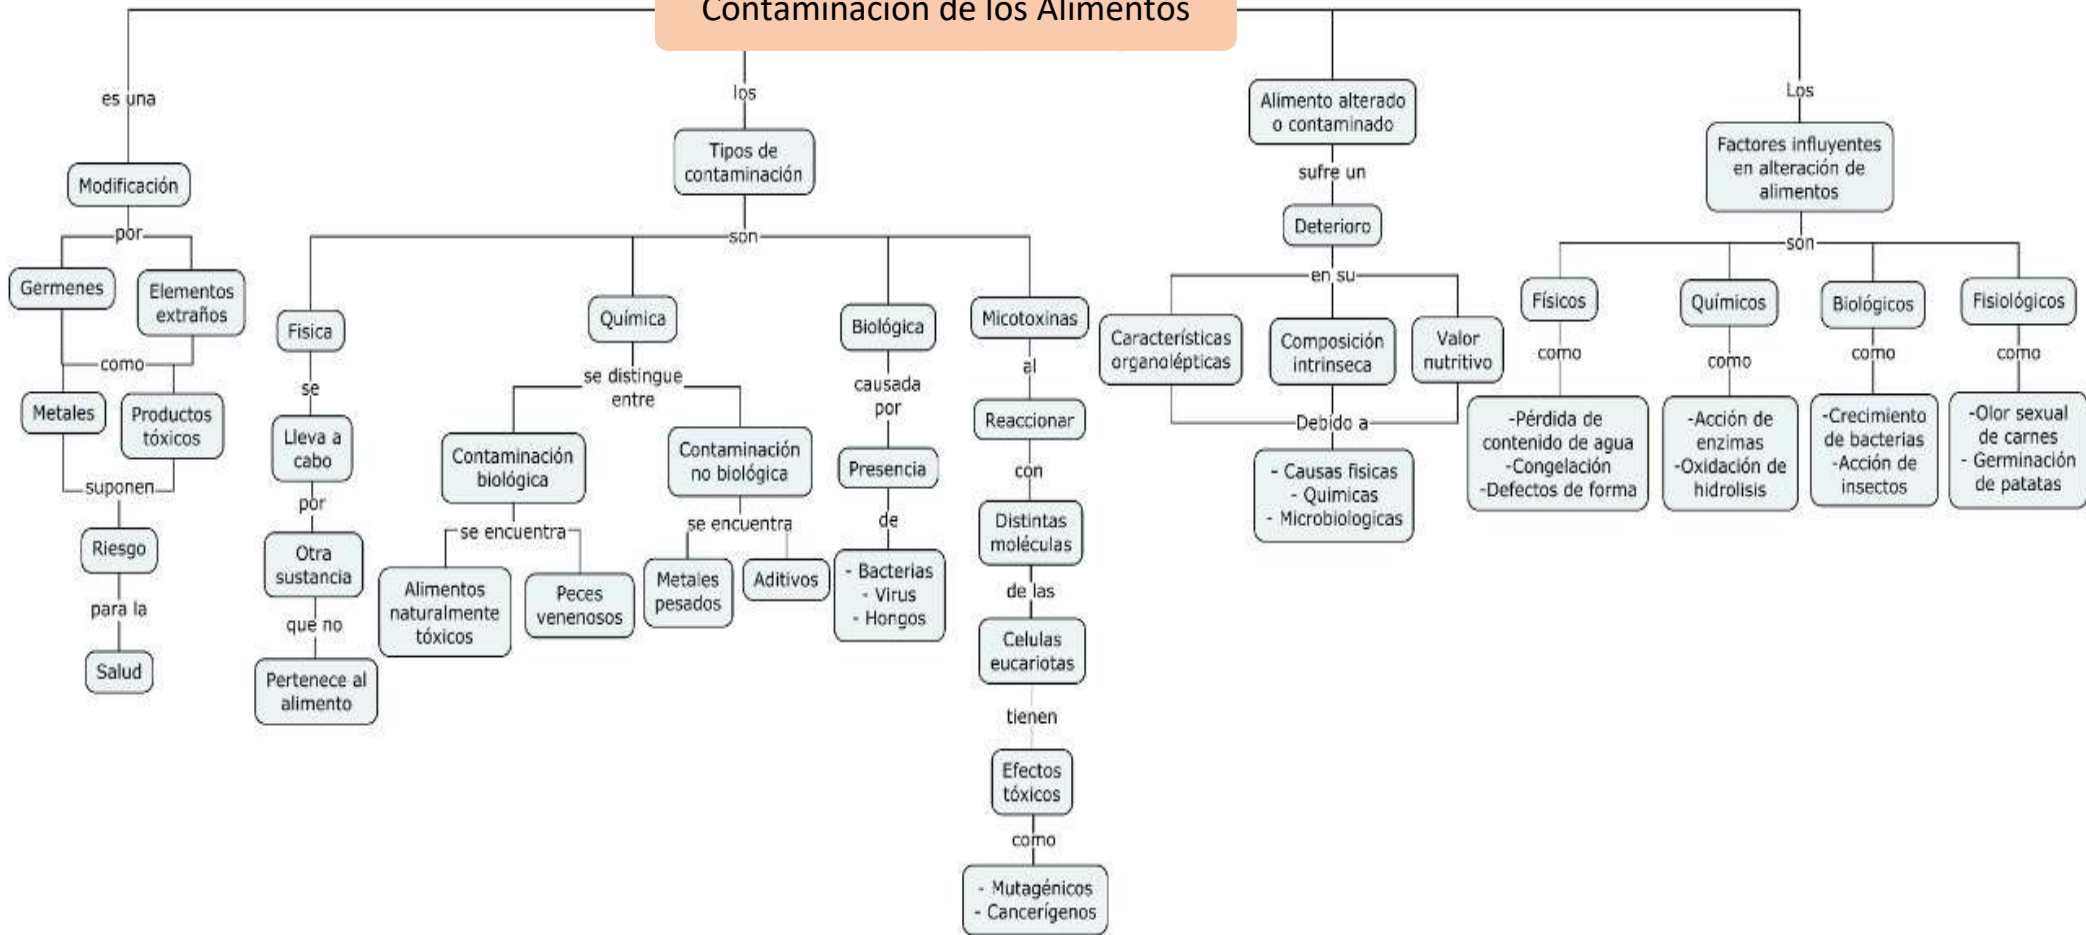 Contaminación de los Alimentos
es una
Modificación
por
Gérmenes
Elementos
extraños
como
Metales
Productos
tóxicos
suponen
Riesgo
para la
Salud
los
Tipos de
contaminación
son
Fisica
se
Lleva a
cabo
por
Otra
sustancia
que no
Pertenece al
alimento
Química
se distingue
entre
Contaminación
biológica
se encuentra
Alimentos
naturalmente
tóxicos
Peces
venenosos
Contaminación
no biológica
se encuentra
Metales
pesados
Aditivos
Biológica
causada
por
Presencia
de
- Bacterias
- Virus
- Hongos
Micotoxinas
al
Reaccionar
con
Distintas
moléculas
de las
Celulas
eucariotas
tienen
Efectos
tóxicos
como
- Mutagénicos
- Cancerígenos
Alimento alterado
o contaminado
sufre un
Deterioro
en su
Características
organolépticas
Composición
intrinseca
Valor
nutritivo
Debido a
- Causas fisicas
- Quimicas
- Microbiologicas
Los
Factores influyentes
en alteración de
alimentos
son
Físicos
como
-Pérdida de
contenido de agua
-Congelación
-Defectos de forma
Químicos
como
-Acción de
enzimas
-Oxidación de
hidrolisis
Biológicos
como
-Crecimiento
de bacterias
-Acción de
insectos
Fisiológicos
como
-Olor sexual
de carnes
- Germinación
de patatas